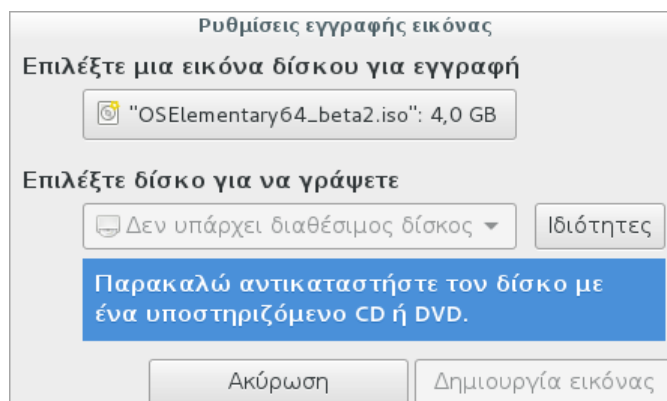 Ρυθμίσεις εγγραφής εικόνας
Επιλέξτε μια εικόνα δίσκου για εγγραφή
"OSElementary64_beta2.iso": 4,0 GB
Επιλέξτε δίσκο για να γράψετε
Δεν υπάρχει διαθέσιμος δίσκος Ιδιότητες
Παρακαλώ αντικαταστήστε τον δίσκο με
ένα υποστηριζόμενο CD ή DVD.
Ακύρωση Δημιουργία εικόνας